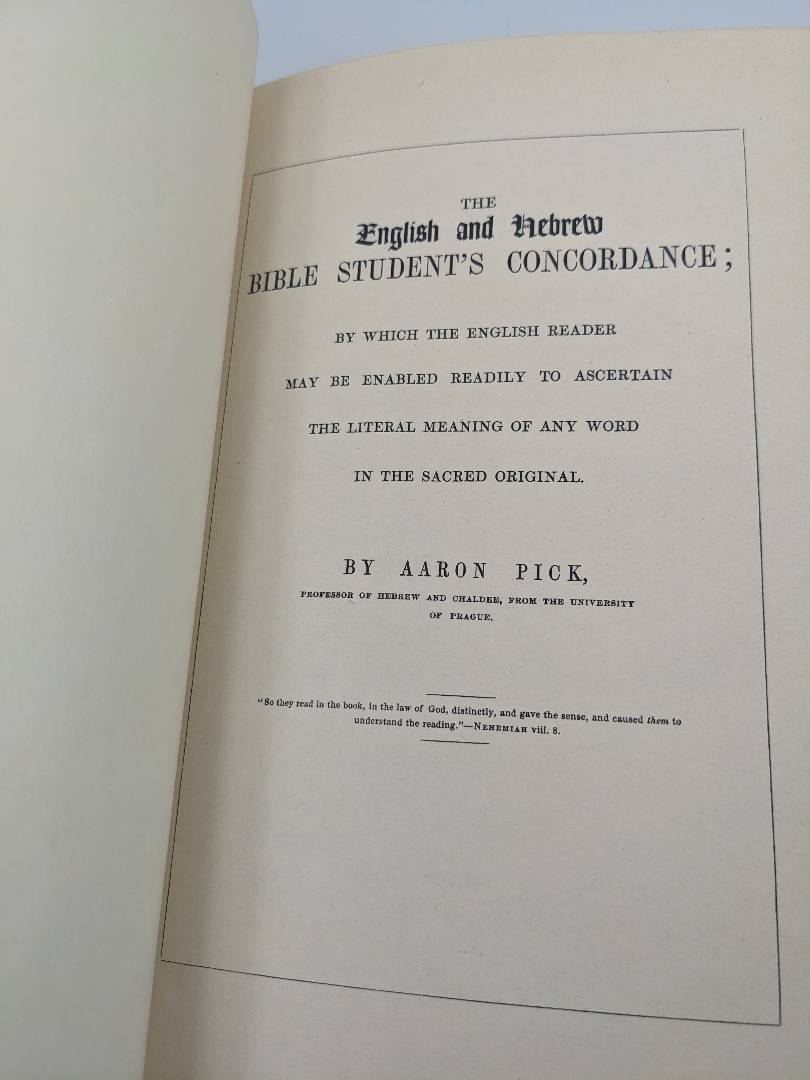 THE
English and Hebrew
BIBLE STUDENT'S CONCORDANCE;
BY WHICH THE ENGLISH READER
MAY BE ENABLED READILY TO ASCERTAIN
THE LITERAL MEANING OF ANY WORD
IN THE SACRED ORIGINAL.
BY AARON PICK,
PROFESSOR OF HEBREW AND CHALDEE, FROM THE UNIVERSITY
OF PRAGUE.
"So they read in the book, in the law of God, distinctly, and gave the sense, and caused them to
understand the reading."—NEHEMIAH viii. 8.